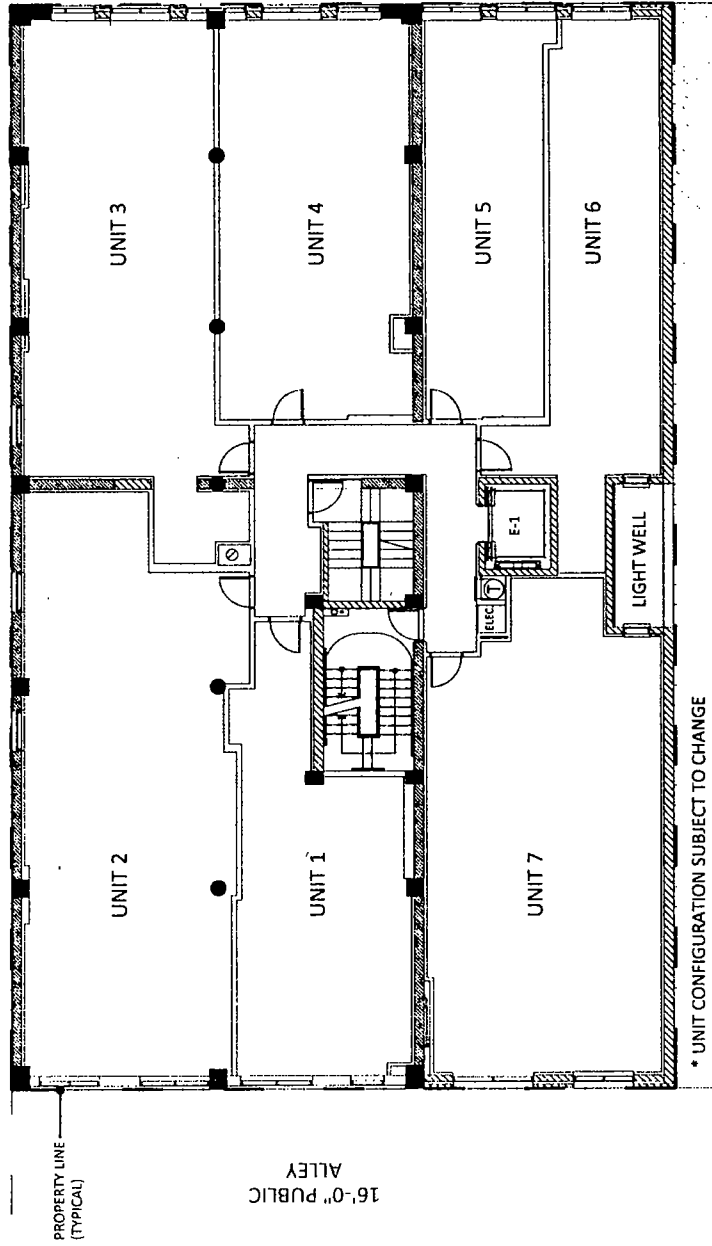 UNIT 3
UNIT 4
UNIT 5
UNIT 6
E-1
ELEC
T
LIGHT WELL
UNIT 2
UNIT 1
UNIT 7
* UNIT CONFIGURATION SUBJECT TO CHANGE
PROPERTY LINE
(TYPICAL)
16'-0" PUBLIC
ALLEY